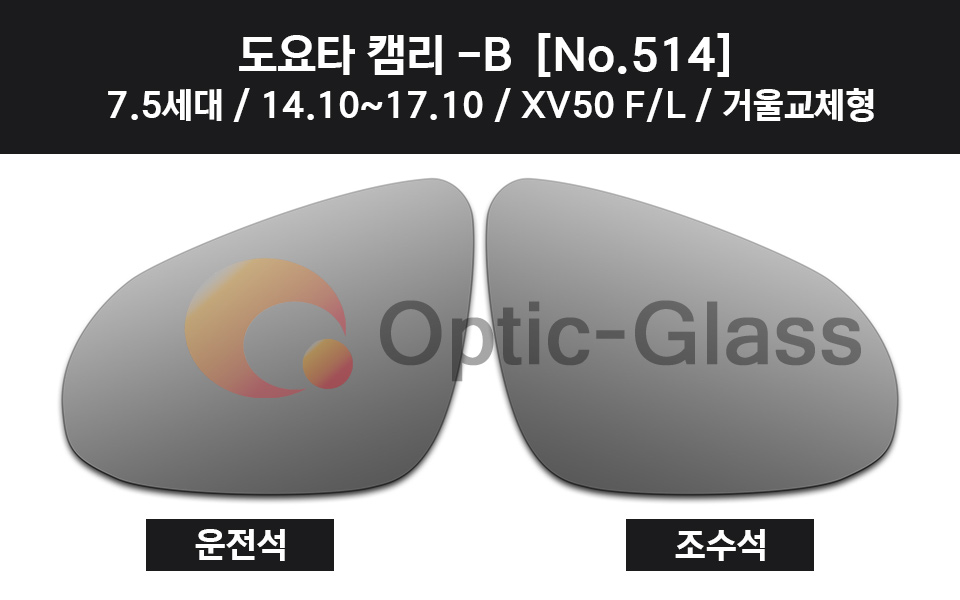 도요타 캠리 -B [No.514]
7.5세대 / 14.10~17.10 / XV50 F/L / 거울교체형
Optic-Glass
운전석
조수석